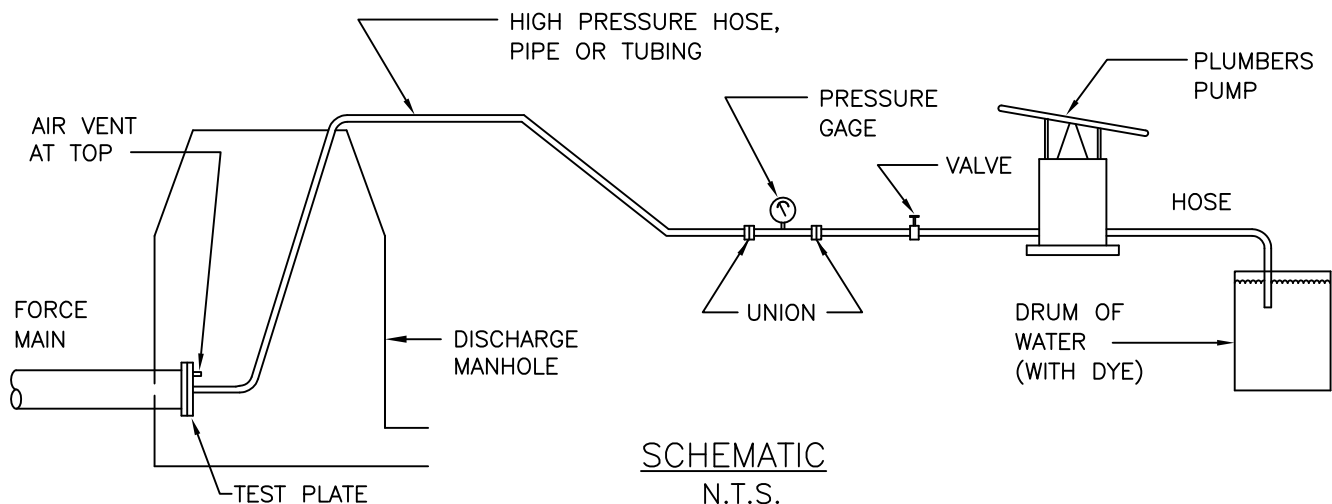 HIGH PRESSURE HOSE,
PIPE OR TUBING
PLUMBERS
PUMP
PRESSURE
GAGE
AIR VENT
AT TOP
VALVE
HOSE
FORCE
MAIN
DISCHARGE
MANHOLE
UNION
DRUM OF
WATER
(WITH DYE)
TEST PLATE
SCHEMATIC
N.T.S.